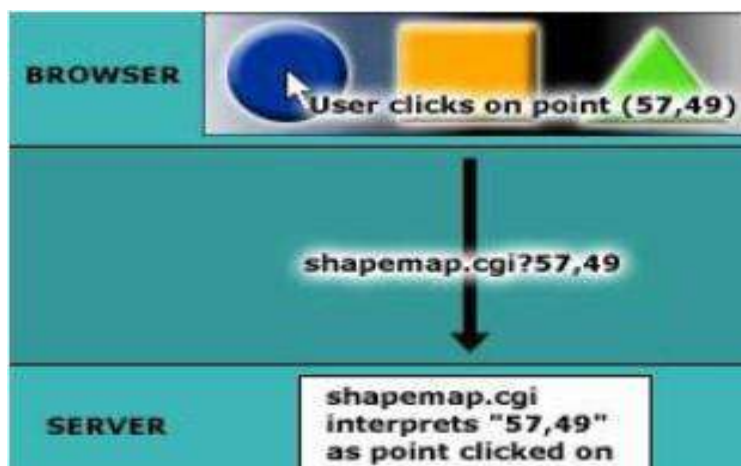 BROWSER
User clicks on point (57,49)
shapemap.cgi?57,49
SERVER
shapemap.cgi
interprets "57,49"
as point clicked on